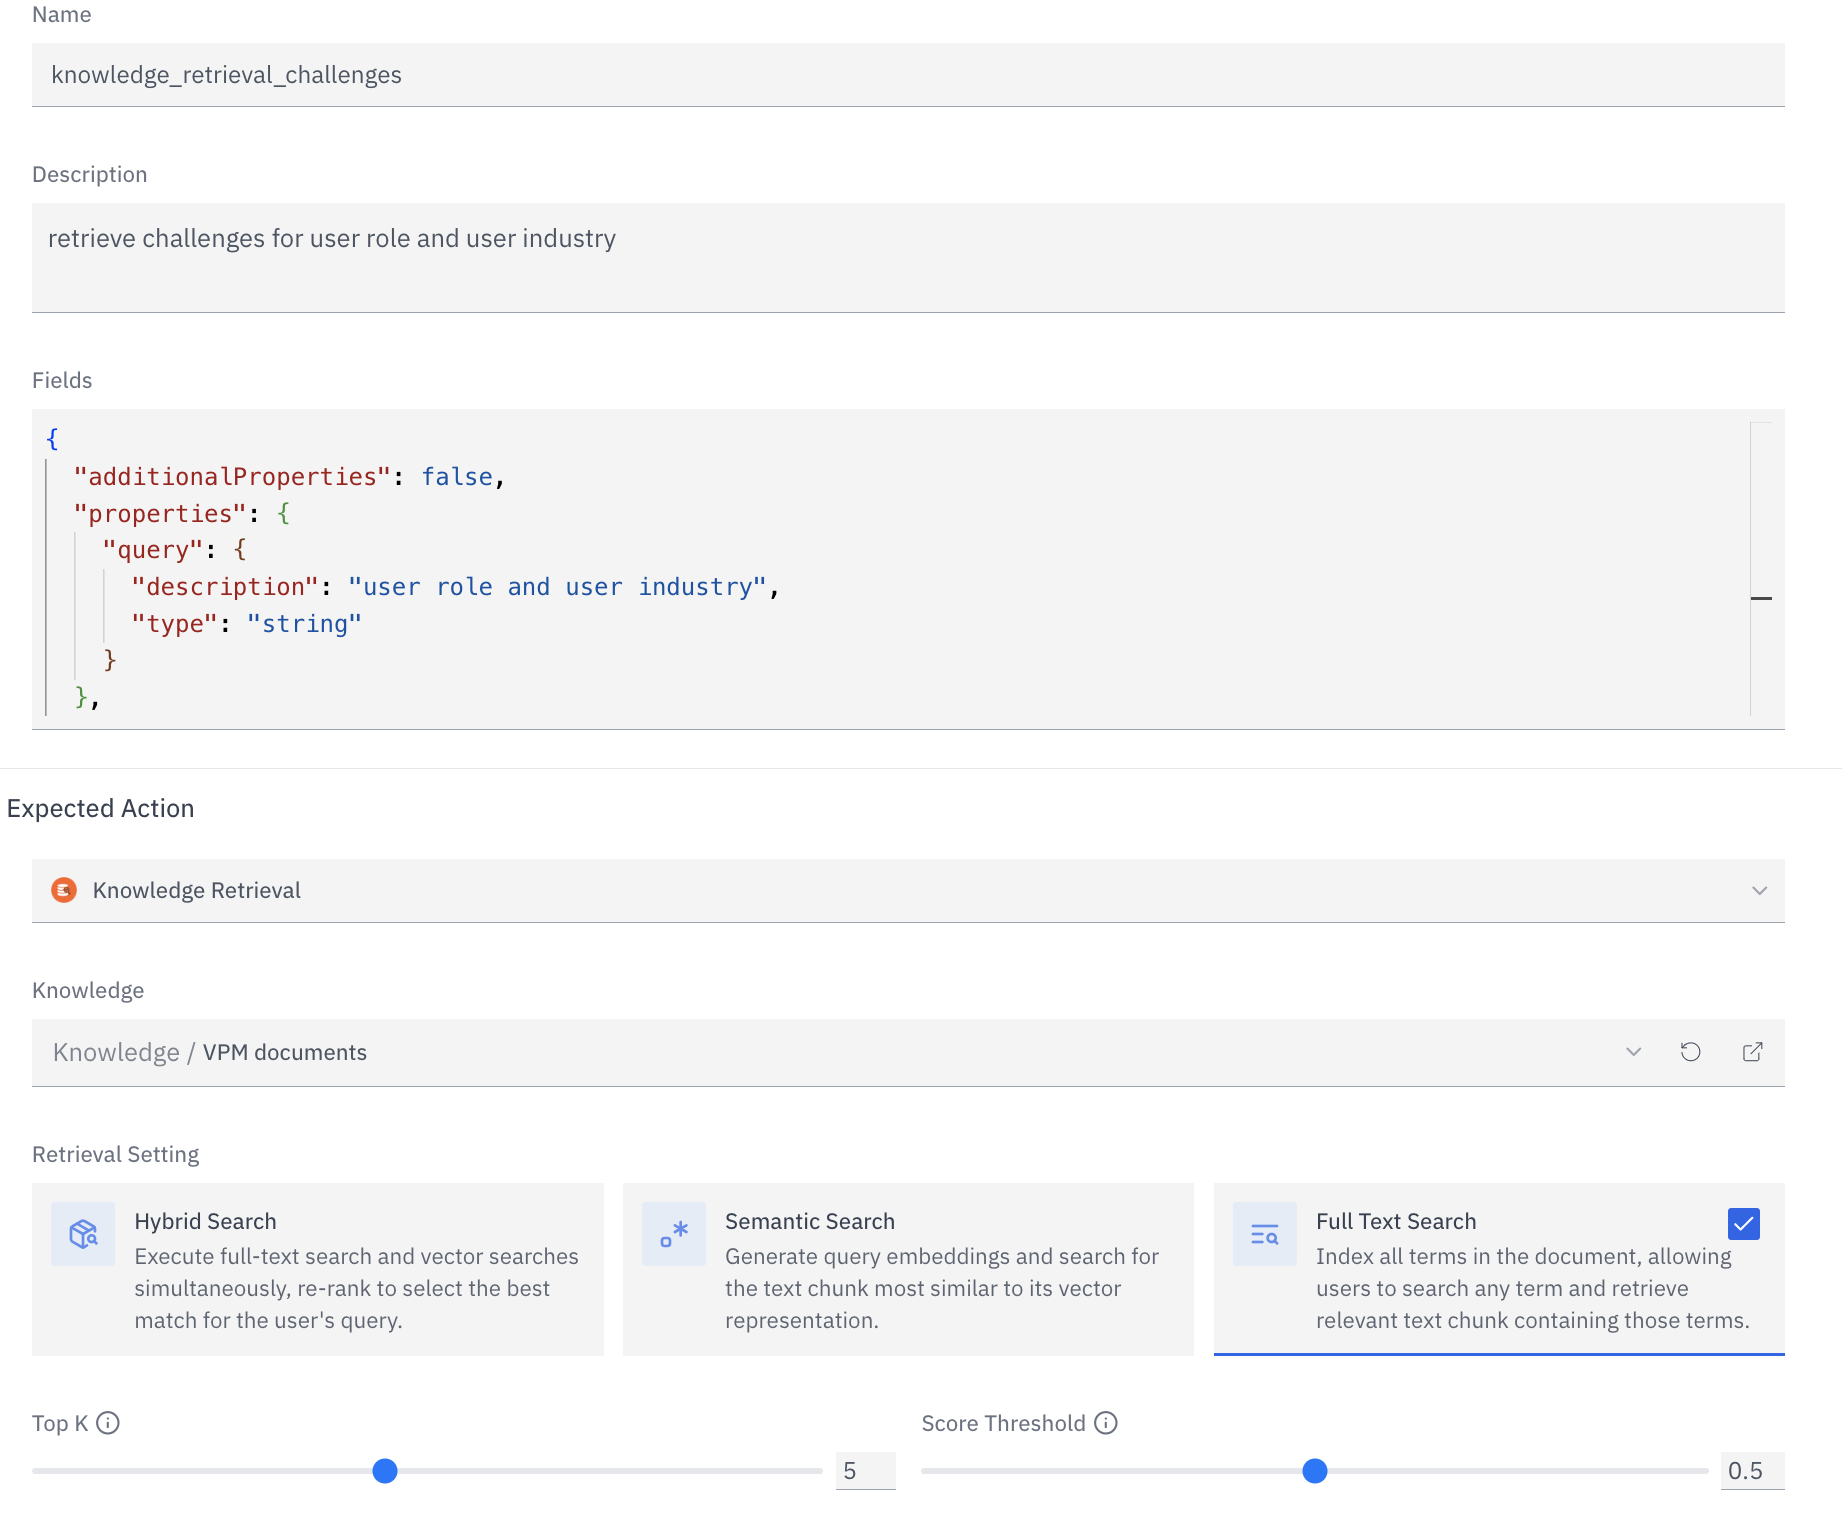 Name
knowledge_retrieval_challenges
Description
retrieve challenges for user role and user industry
Fields
{
"additionalProperties": false,
"properties": {
"query": {
"description": "user role and user industry",
"type": "string"
}
},
Expected Action
Knowledge Retrieval
Knowledge
Knowledge / VPM documents
Retrieval Setting
Hybrid Search
Execute full-text search and vector searches
simultaneously, re-rank to select the best
match for the user's query.
Semantic Search
Generate query embeddings and search for
the text chunk most similar to its vector
representation.
Full Text Search
Index all terms in the document, allowing
users to search any term and retrieve
relevant text chunk containing those terms.
Top K
5
Score Threshold
0.5